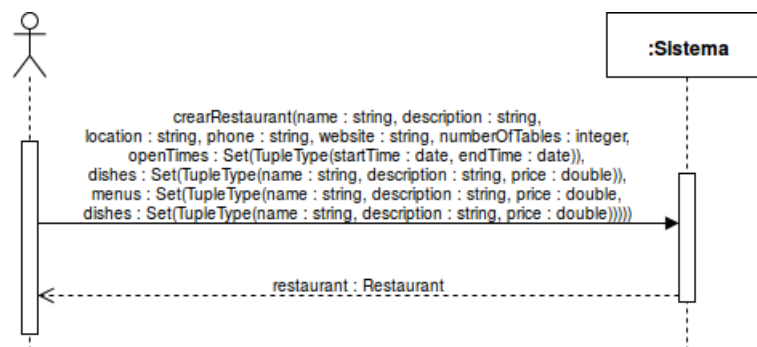 :Sistema
crearRestaurant(name : string, description : string,
location : string, phone : string, website : string, numberOfTables : integer,
openTimes : Set(TupleType(startTime : date, endTime : date)),
dishes : Set(TupleType(name : string, description : string, price : double)),
menus : Set(TupleType(name : string, description : string, price : double,
dishes : Set(TupleType(name : string, description : string, price : double)))))
restaurant : Restaurant